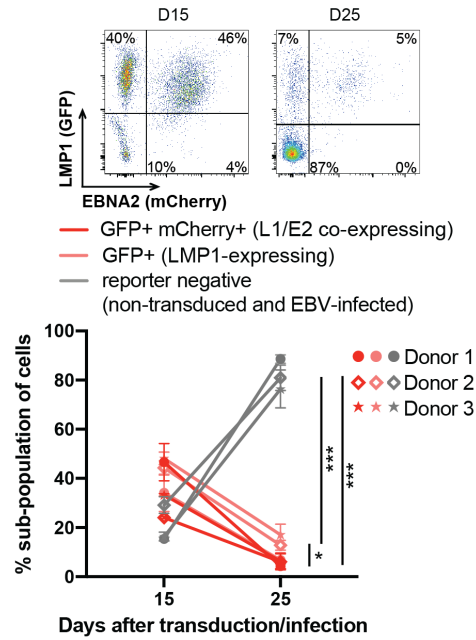 D15 D25
40% 46% 7% 5%
10% 4% 87% 0%
LMP1 (GFP)
EBNA2 (mCherry)
GFP+ mCherry+ (L1/E2 co-expressing)
GFP+ (LMP1-expressing)
reporter negative
(non-transduced and EBV-infected)
% sub-population of cells
100
80
60
40
20
0
Donor 1
Donor 2
Donor 3
***
***
*
15 25
Days after transduction/infection